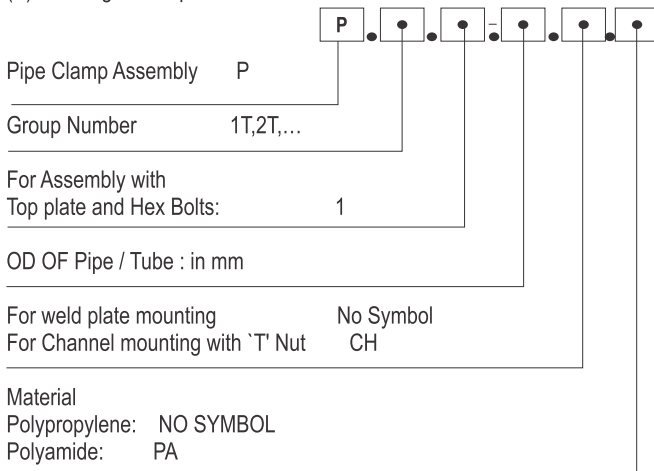 P . • . • - . • . • . •
Pipe Clamp Assembly P
Group Number 1T,2T,...
For Assembly with
Top plate and Hex Bolts: 1
OD OF Pipe / Tube : in mm
For weld plate mounting No Symbol
For Channel mounting with `T' Nut CH
Material
Polypropylene: NO SYMBOL
Polyamide: PA